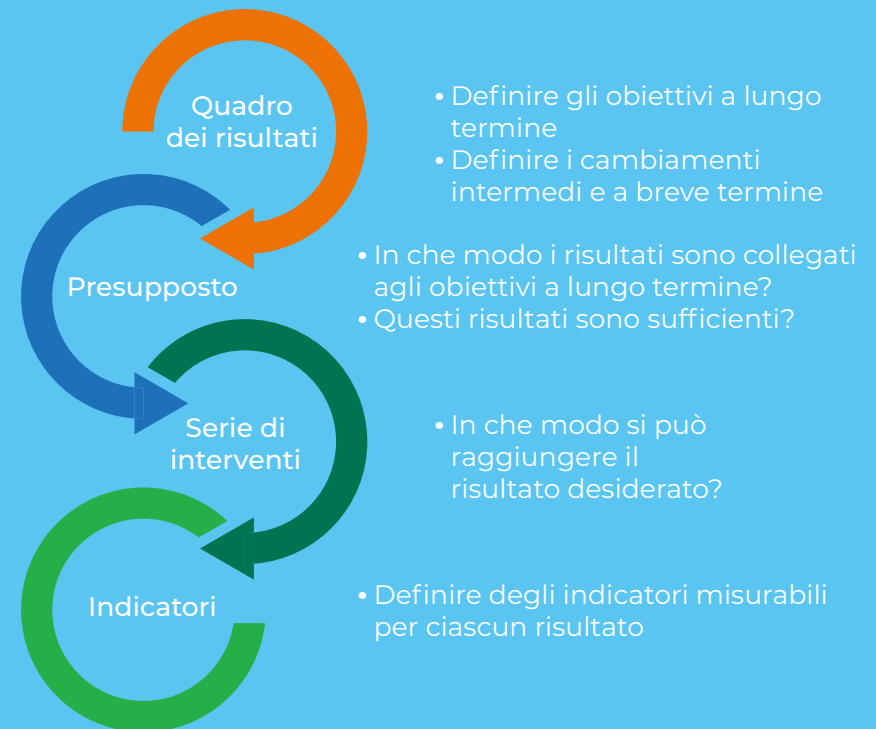 Quadro
dei risultati
• Definire gli obiettivi a lungo
termine
• Definire i cambiamenti
intermedi e a breve termine
Presupposto
• In che modo i risultati sono collegati
agli obiettivi a lungo termine?
• Questi risultati sono sufficienti?
Serie di
interventi
• In che modo si può
raggiungere il
risultato desiderato?
Indicatori
• Definire degli indicatori misurabili
per ciascun risultato